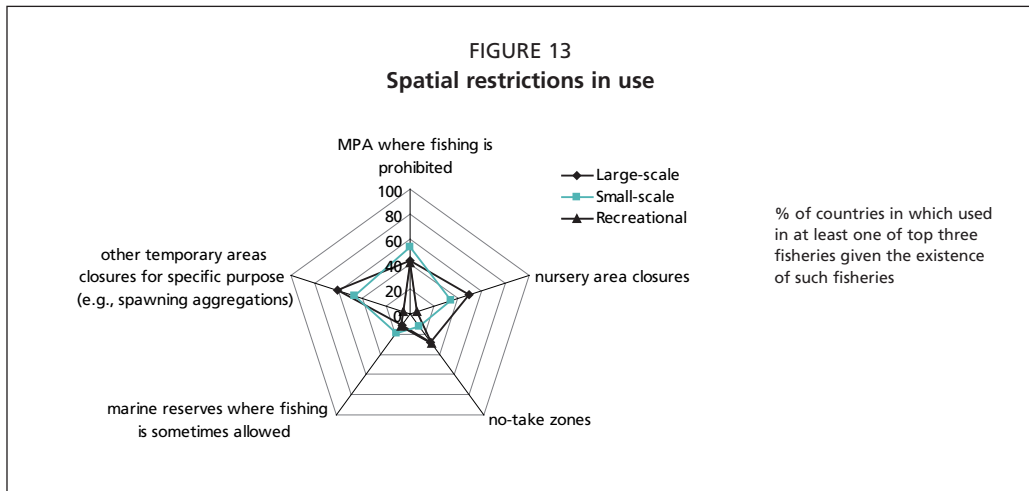 FIGURE 13
Spatial restrictions in use
MPA where fishing is
prohibited
100
80
60
40
20
0
Large-scale
Small-scale
Recreational
% of countries in which used
in at least one of top three
fisheries given the existence
of such fisheries
other temporary areas
closures for specific purpose
(e.g., spawning aggregations)
nursery area closures
marine reserves where fishing
is sometimes allowed
no-take zones